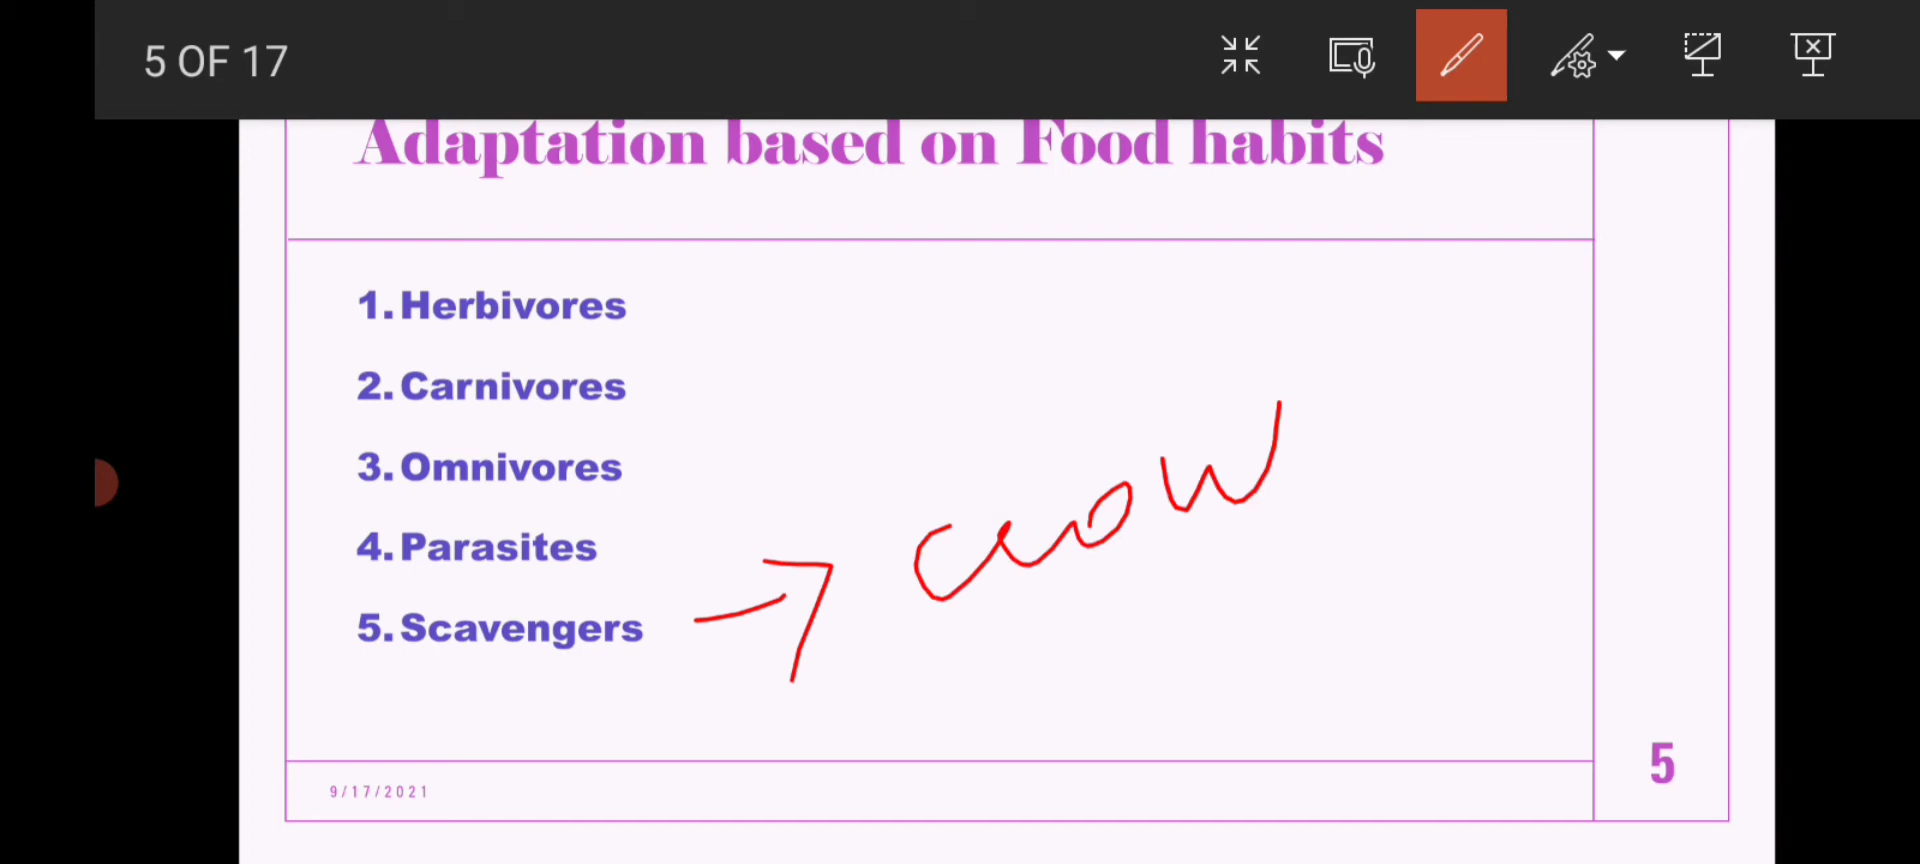 5 OF 17
Adaptation based on Food habits
1. Herbivores
2. Carnivores
3. Omnivores
4. Parasites
5. Scavengers → crow
9/17/2021
5